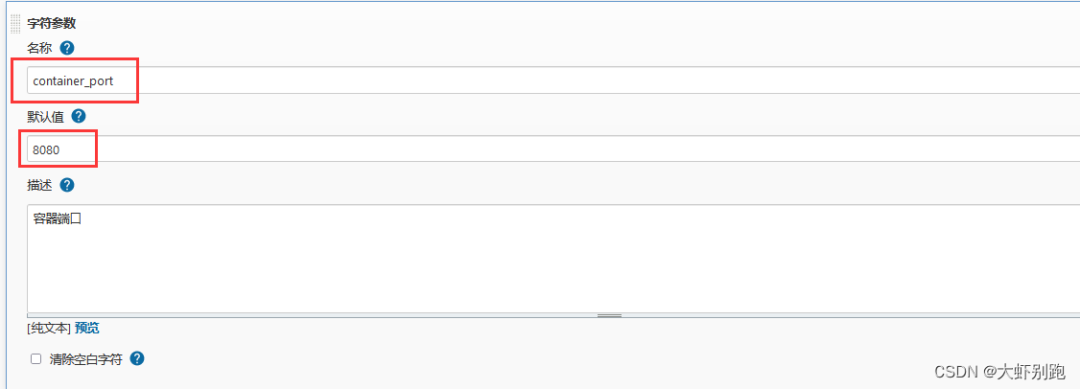 字符参数
名称 ?
container_port
默认值 ?
8080
描述 ?
容器端口
[纯文本] 预览
清除空白字符 ?
CSDN @大虾别跑